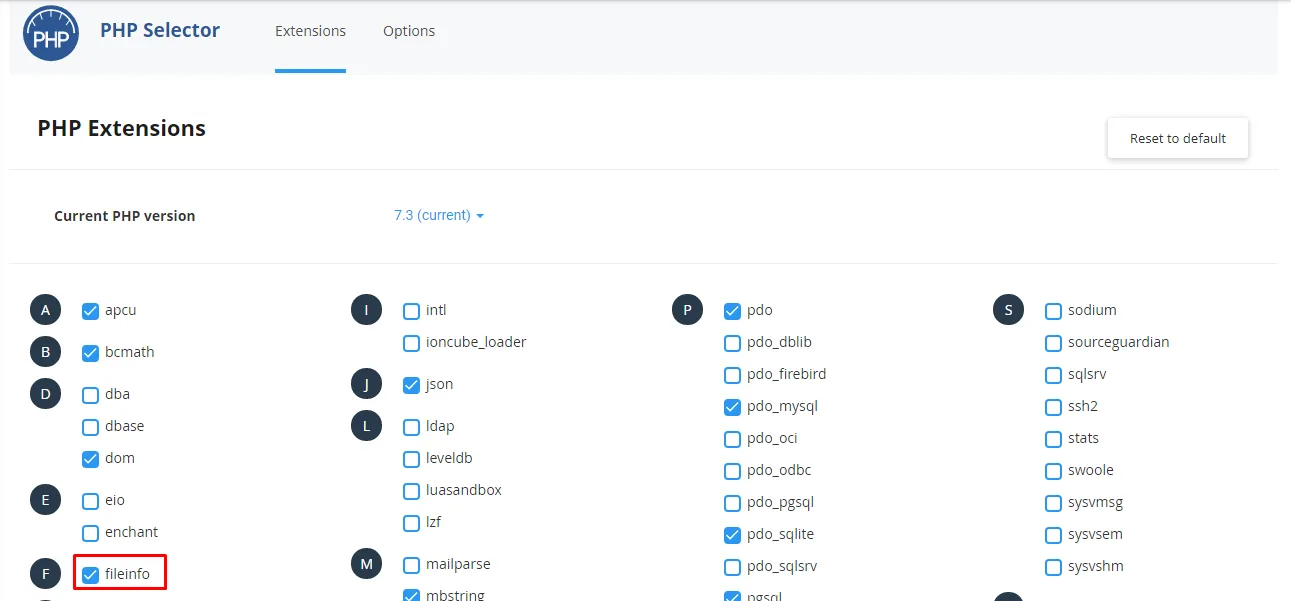 PHP
PHP Selector
Extensions
Options
PHP Extensions
Reset to default
Current PHP version
7.3 (current)
A
apcu
B
bcmath
D
dba
dbase
dom
E
eio
enchant
F
fileinfo
I
intl
ioncube_loader
J
json
L
ldap
leveldb
luasandbox
lzf
M
mailparse
mbstring
P
pdo
pdo_dblib
pdo_firebird
pdo_mysql
pdo_oci
pdo_odbc
pdo_pgsql
pdo_sqlite
pdo_sqlsrv
pgsql
S
sodium
sourceguardian
sqlsrv
ssh2
stats
swoole
sysvmsg
sysvsem
sysvshm